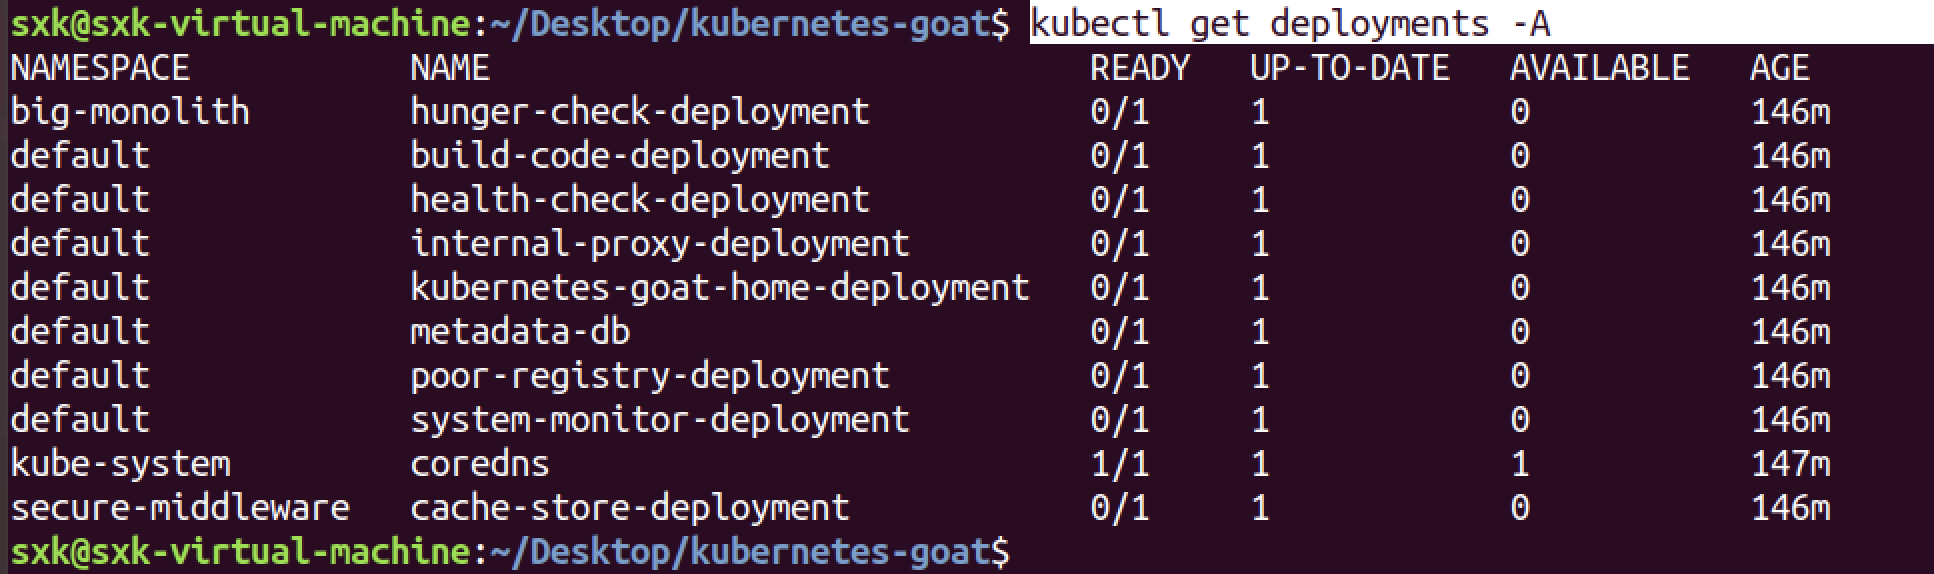 sxk@sxk-virtual-machine:~/Desktop/kubernetes-goat$ kubectl get deployments -A
NAMESPACE NAME READY UP-TO-DATE AVAILABLE AGE
big-monolith hunger-check-deployment 0/1 1 0 146m
default build-code-deployment 0/1 1 0 146m
default health-check-deployment 0/1 1 0 146m
default internal-proxy-deployment 0/1 1 0 146m
default kubernetes-goat-home-deployment 0/1 1 0 146m
default metadata-db 0/1 1 0 146m
default poor-registry-deployment 0/1 1 0 146m
default system-monitor-deployment 0/1 1 0 146m
kube-system coredns 1/1 1 1 147m
secure-middleware cache-store-deployment 0/1 1 0 146m
sxk@sxk-virtual-machine:~/Desktop/kubernetes-goat$